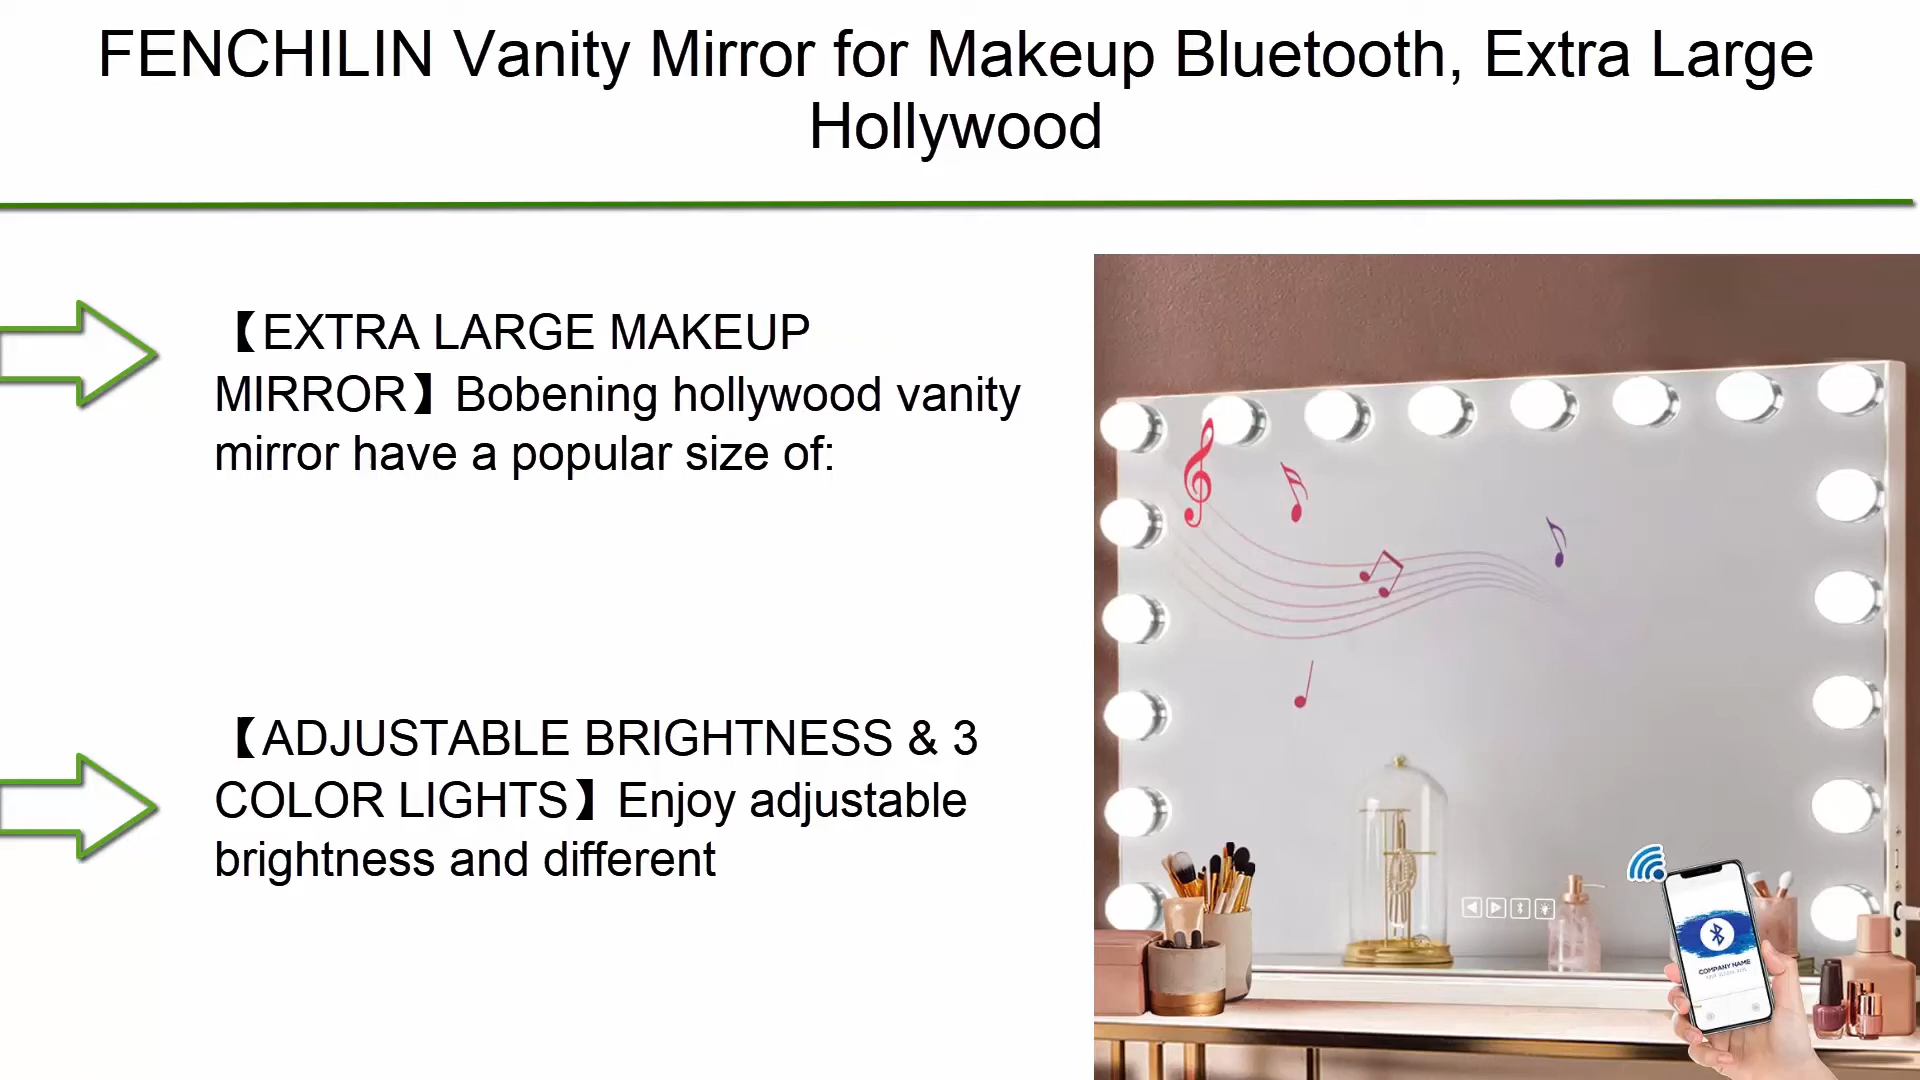 FENCHILIN Vanity Mirror for Makeup Bluetooth, Extra Large
Hollywood
【EXTRA LARGE MAKEUP
MIRROR】Bobening hollywood vanity
mirror have a popular size of:
【ADJUSTABLE BRIGHTNESS & 3
COLOR LIGHTS】Enjoy adjustable
brightness and different
COMPANY NAME